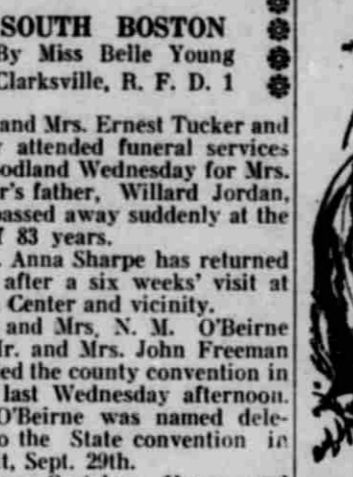 SOUTH BOSTON
By Miss Belle Young
Clarksville, R. F. D. 1
and Mrs. Ernest Tucker and
attended funeral services
odland Wednesday for Mrs.
r's father, Willard Jordan,
passed away suddenly at the
f 83 years.
. Anna Sharpe has returned
after a six weeks' visit at
Center and vicinity.
and Mrs. N. M. O'Beirne
Mr. and Mrs. John Freeman
ed the county convention in
last Wednesday afternoon.
O'Beirne was named dele-
o the State convention in
t, Sept. 29th.